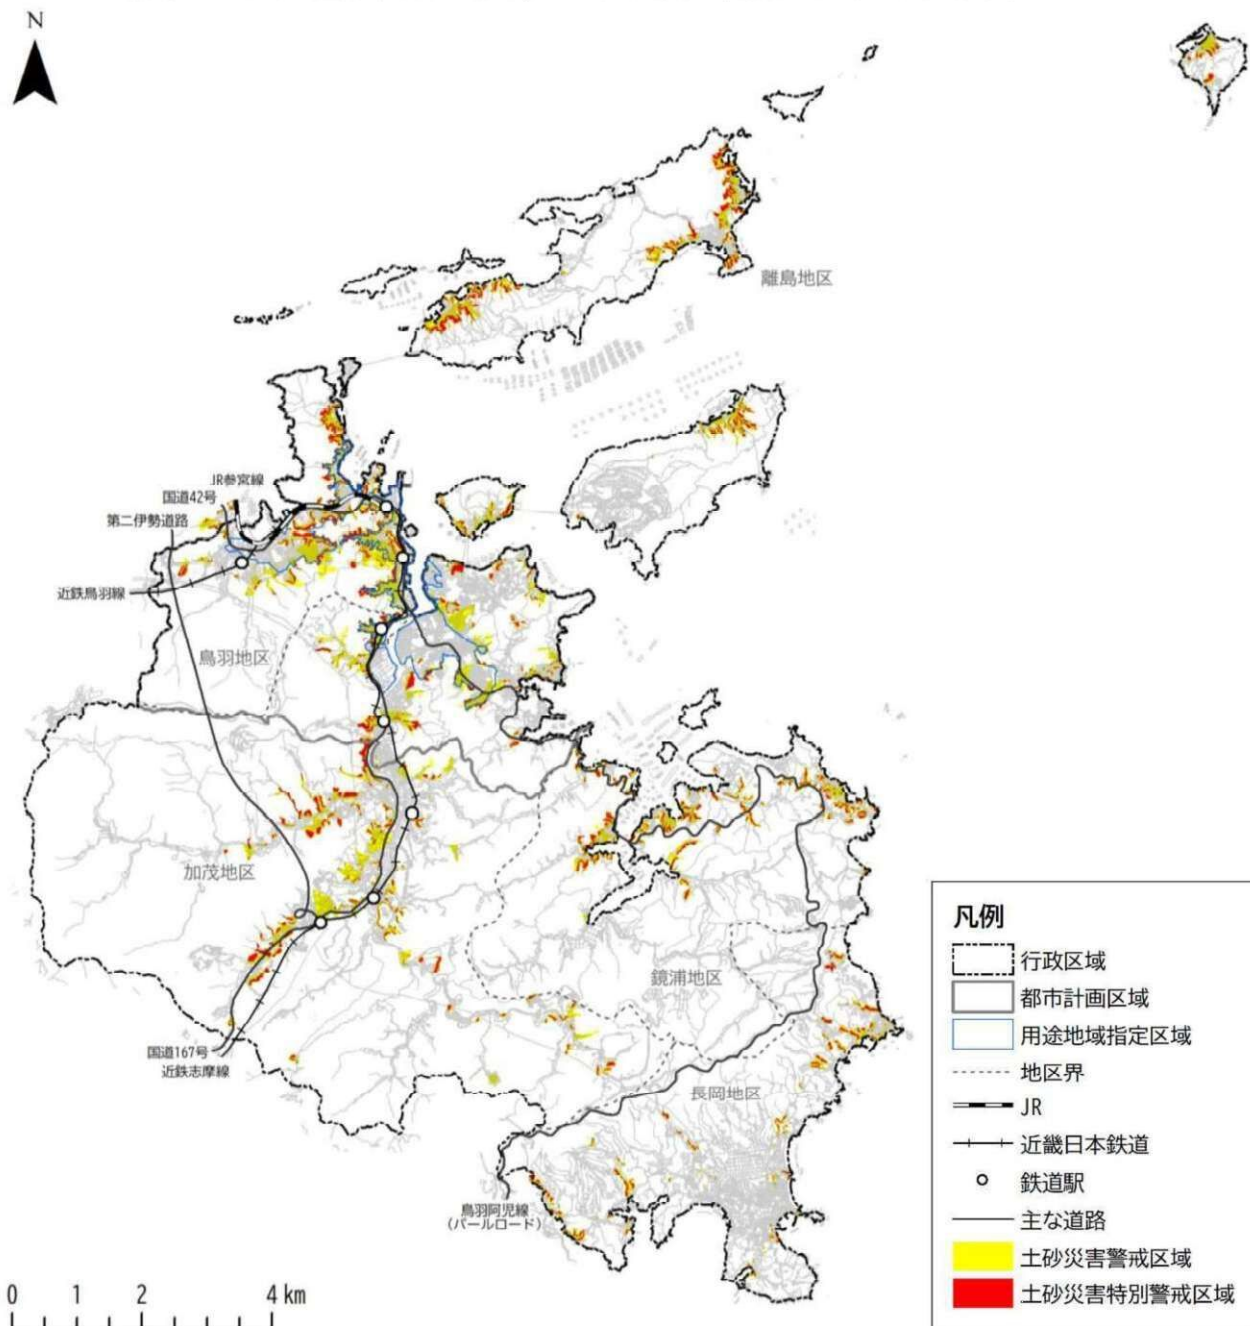 N
離島地区
JR参宮線
国道42号
第二伊勢道路
近鉄鳥羽線
鳥羽地区
加茂地区
鏡浦地区
国道167号
近鉄志摩線
長岡地区
鳥羽阿児線
(パールロード)
凡例
行政区域
都市計画区域
用途地域指定区域
地区界
JR
近畿日本鉄道
鉄道駅
主な道路
土砂災害警戒区域
土砂災害特別警戒区域
0 1 2 4 km